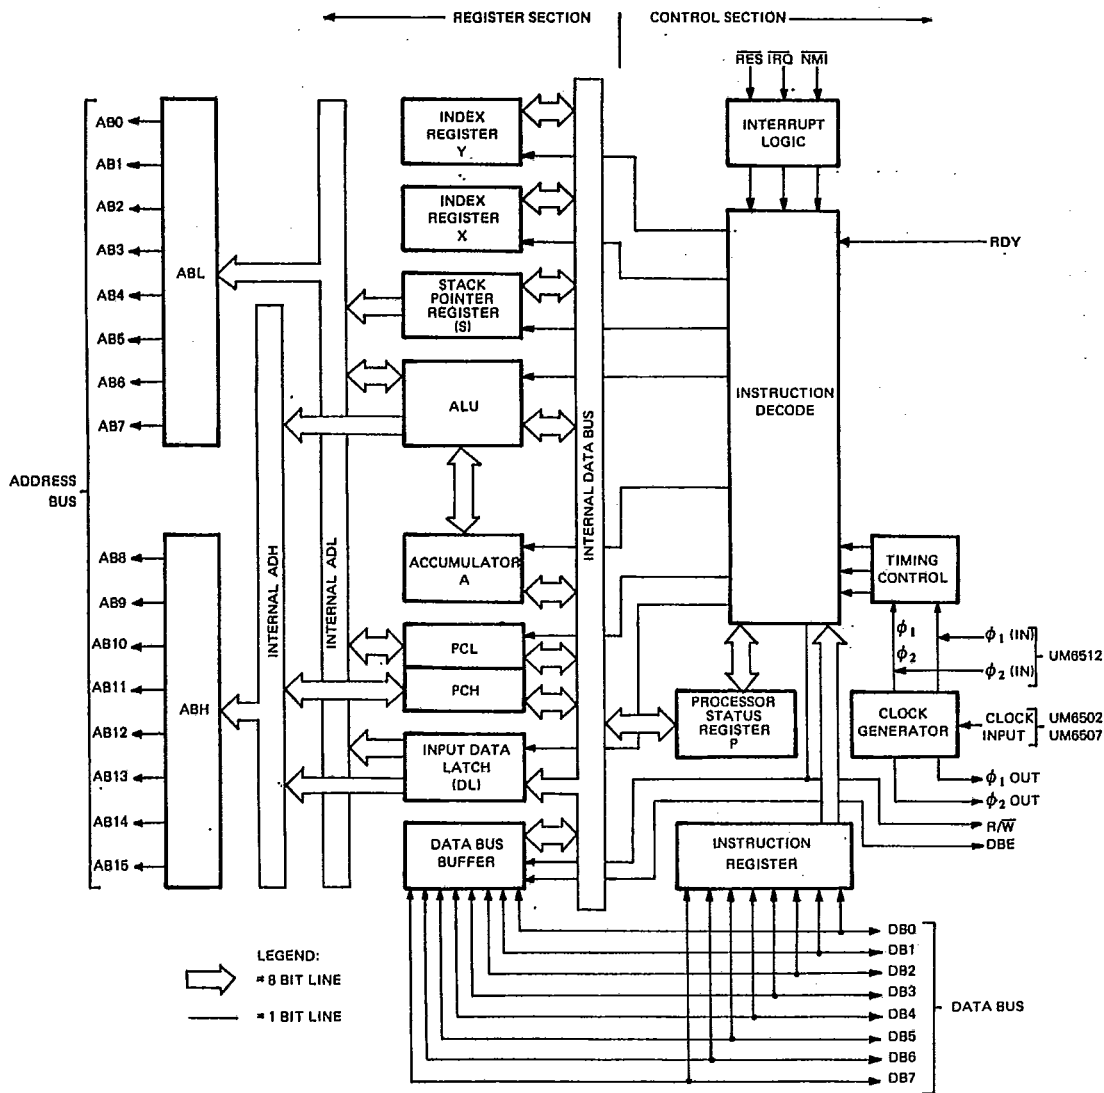 REGISTER SECTION
CONTROL SECTION
RES IRQ NMI
INTERRUPT
LOGIC
INDEX
REGISTER
Y
INDEX
REGISTER
X
STACK
POINTER
REGISTER
(S)
ALU
ACCUMULATOR
A
PCL
PCH
INPUT DATA
LATCH
(DL)
DATA BUS
BUFFER
INTERNAL DATA BUS
INTERNAL ADL
INTERNAL ADH
ABL
ABH
ADDRESS
BUS
AB0
AB1
AB2
AB3
AB4
AB5
AB6
AB7
AB8
AB9
AB10
AB11
AB12
AB13
AB14
AB15
INSTRUCTION
DECODE
RDY
TIMING
CONTROL
ϕ1
ϕ2
ϕ1 (IN)
ϕ2 (IN)
UM6512
CLOCK
GENERATOR
CLOCK
INPUT
UM6502
UM6507
ϕ1 OUT
ϕ2 OUT
R/W
DBE
PROCESSOR
STATUS
REGISTER
P
INSTRUCTION
REGISTER
DB0
DB1
DB2
DB3
DB4
DB5
DB6
DB7
DATA BUS
LEGEND:
= 8 BIT LINE
= 1 BIT LINE